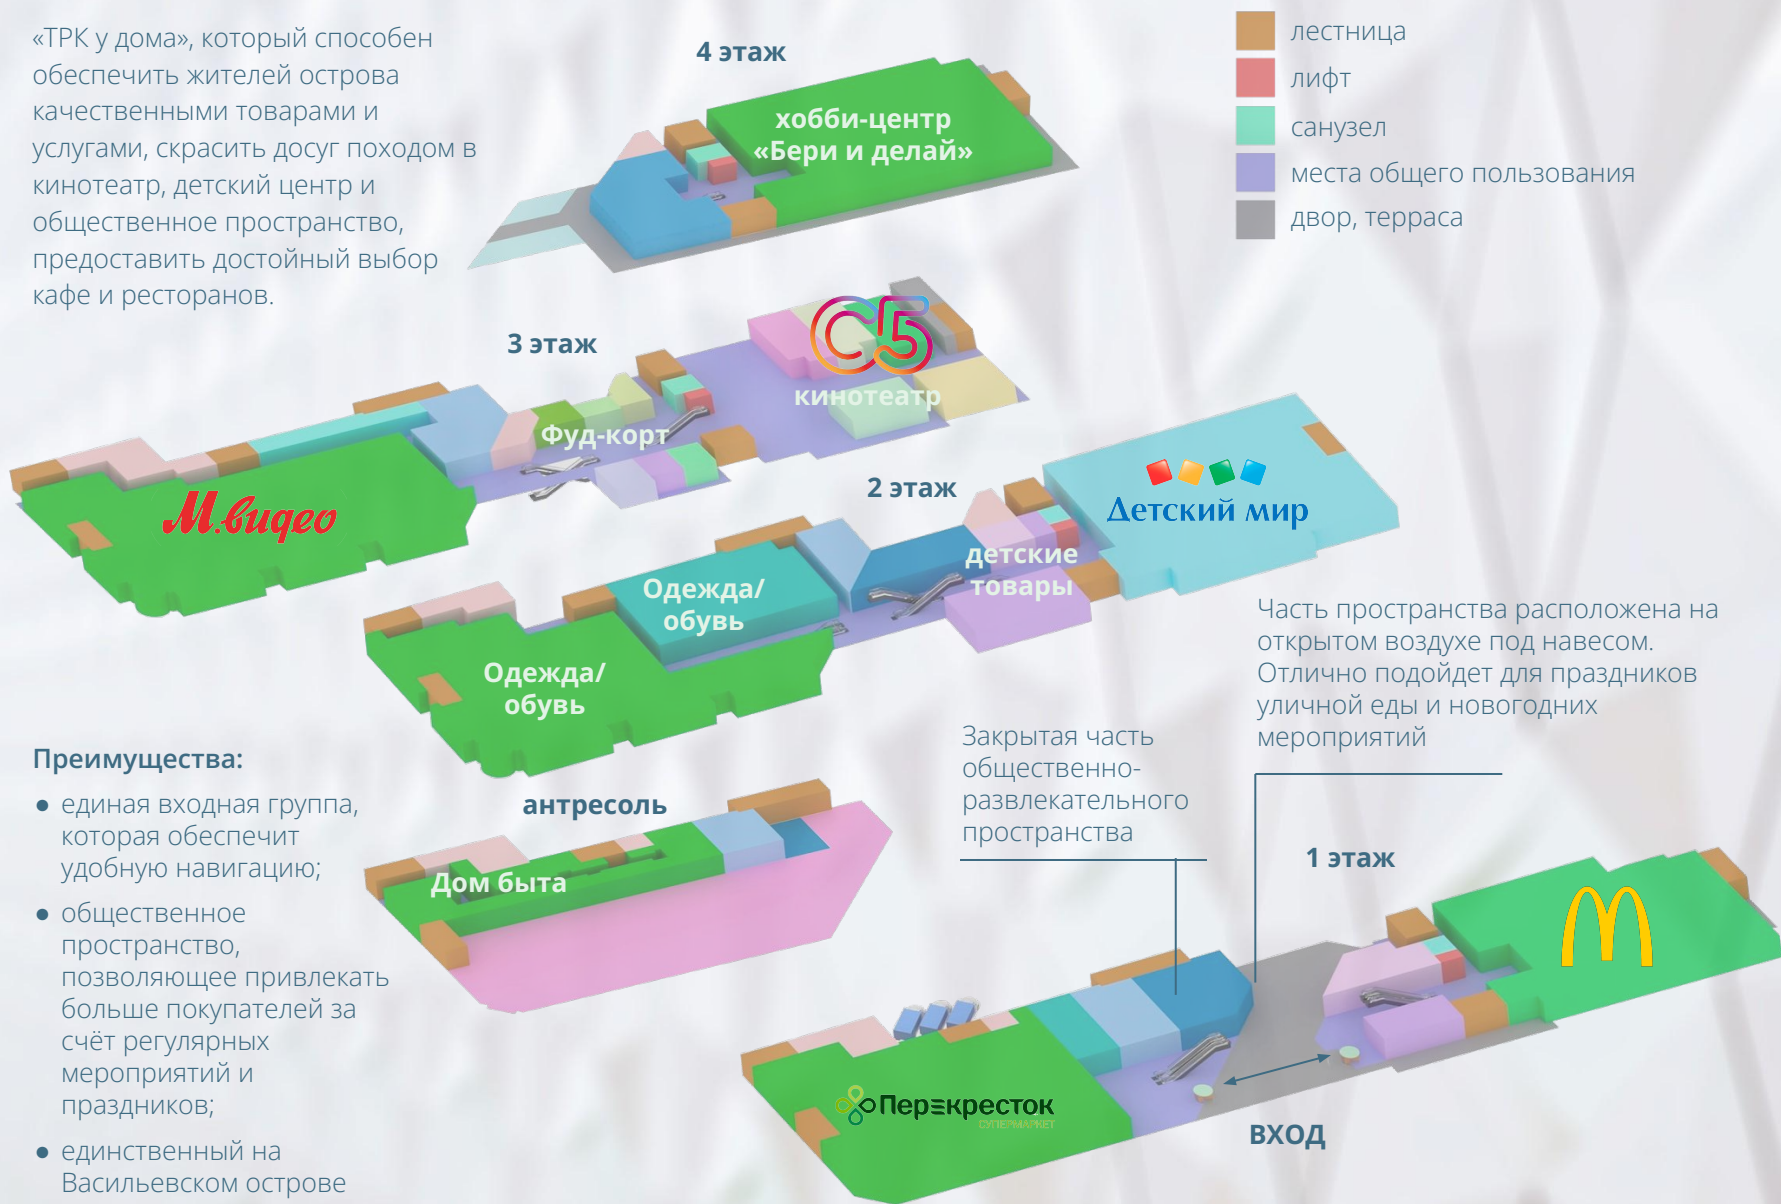 «ТРК у дома», который способен
обеспечить жителей острова
качественными товарами и
услугами, скрасить досуг походом в
кинотеатр, детский центр и
общественное пространство,
предоставить достойный выбор
кафе и ресторанов.
4 этаж
хобби-центр
«Бери и делай»
лестница
лифт
санузел
места общего пользования
двор, терраса
3 этаж
С5
кинотеатр
Фуд-корт
М.видео
2 этаж
Детский мир
детские
товары
Одежда/
обувь
Одежда/
обувь
Часть пространства расположена на
открытом воздухе под навесом.
Отлично подойдет для праздников
уличной еды и новогодних
мероприятий
Закрытая часть
общественно-
развлекательного
пространства
Преимущества:
● единая входная группа,
которая обеспечит
удобную навигацию;
● общественное
пространство,
позволяющее привлекать
больше покупателей за
счёт регулярных
мероприятий и
праздников;
● единственный на
Васильевском острове
антресоль
Дом быта
1 этаж
Перекресток
СУПЕРМАРКЕТ
ВХОД